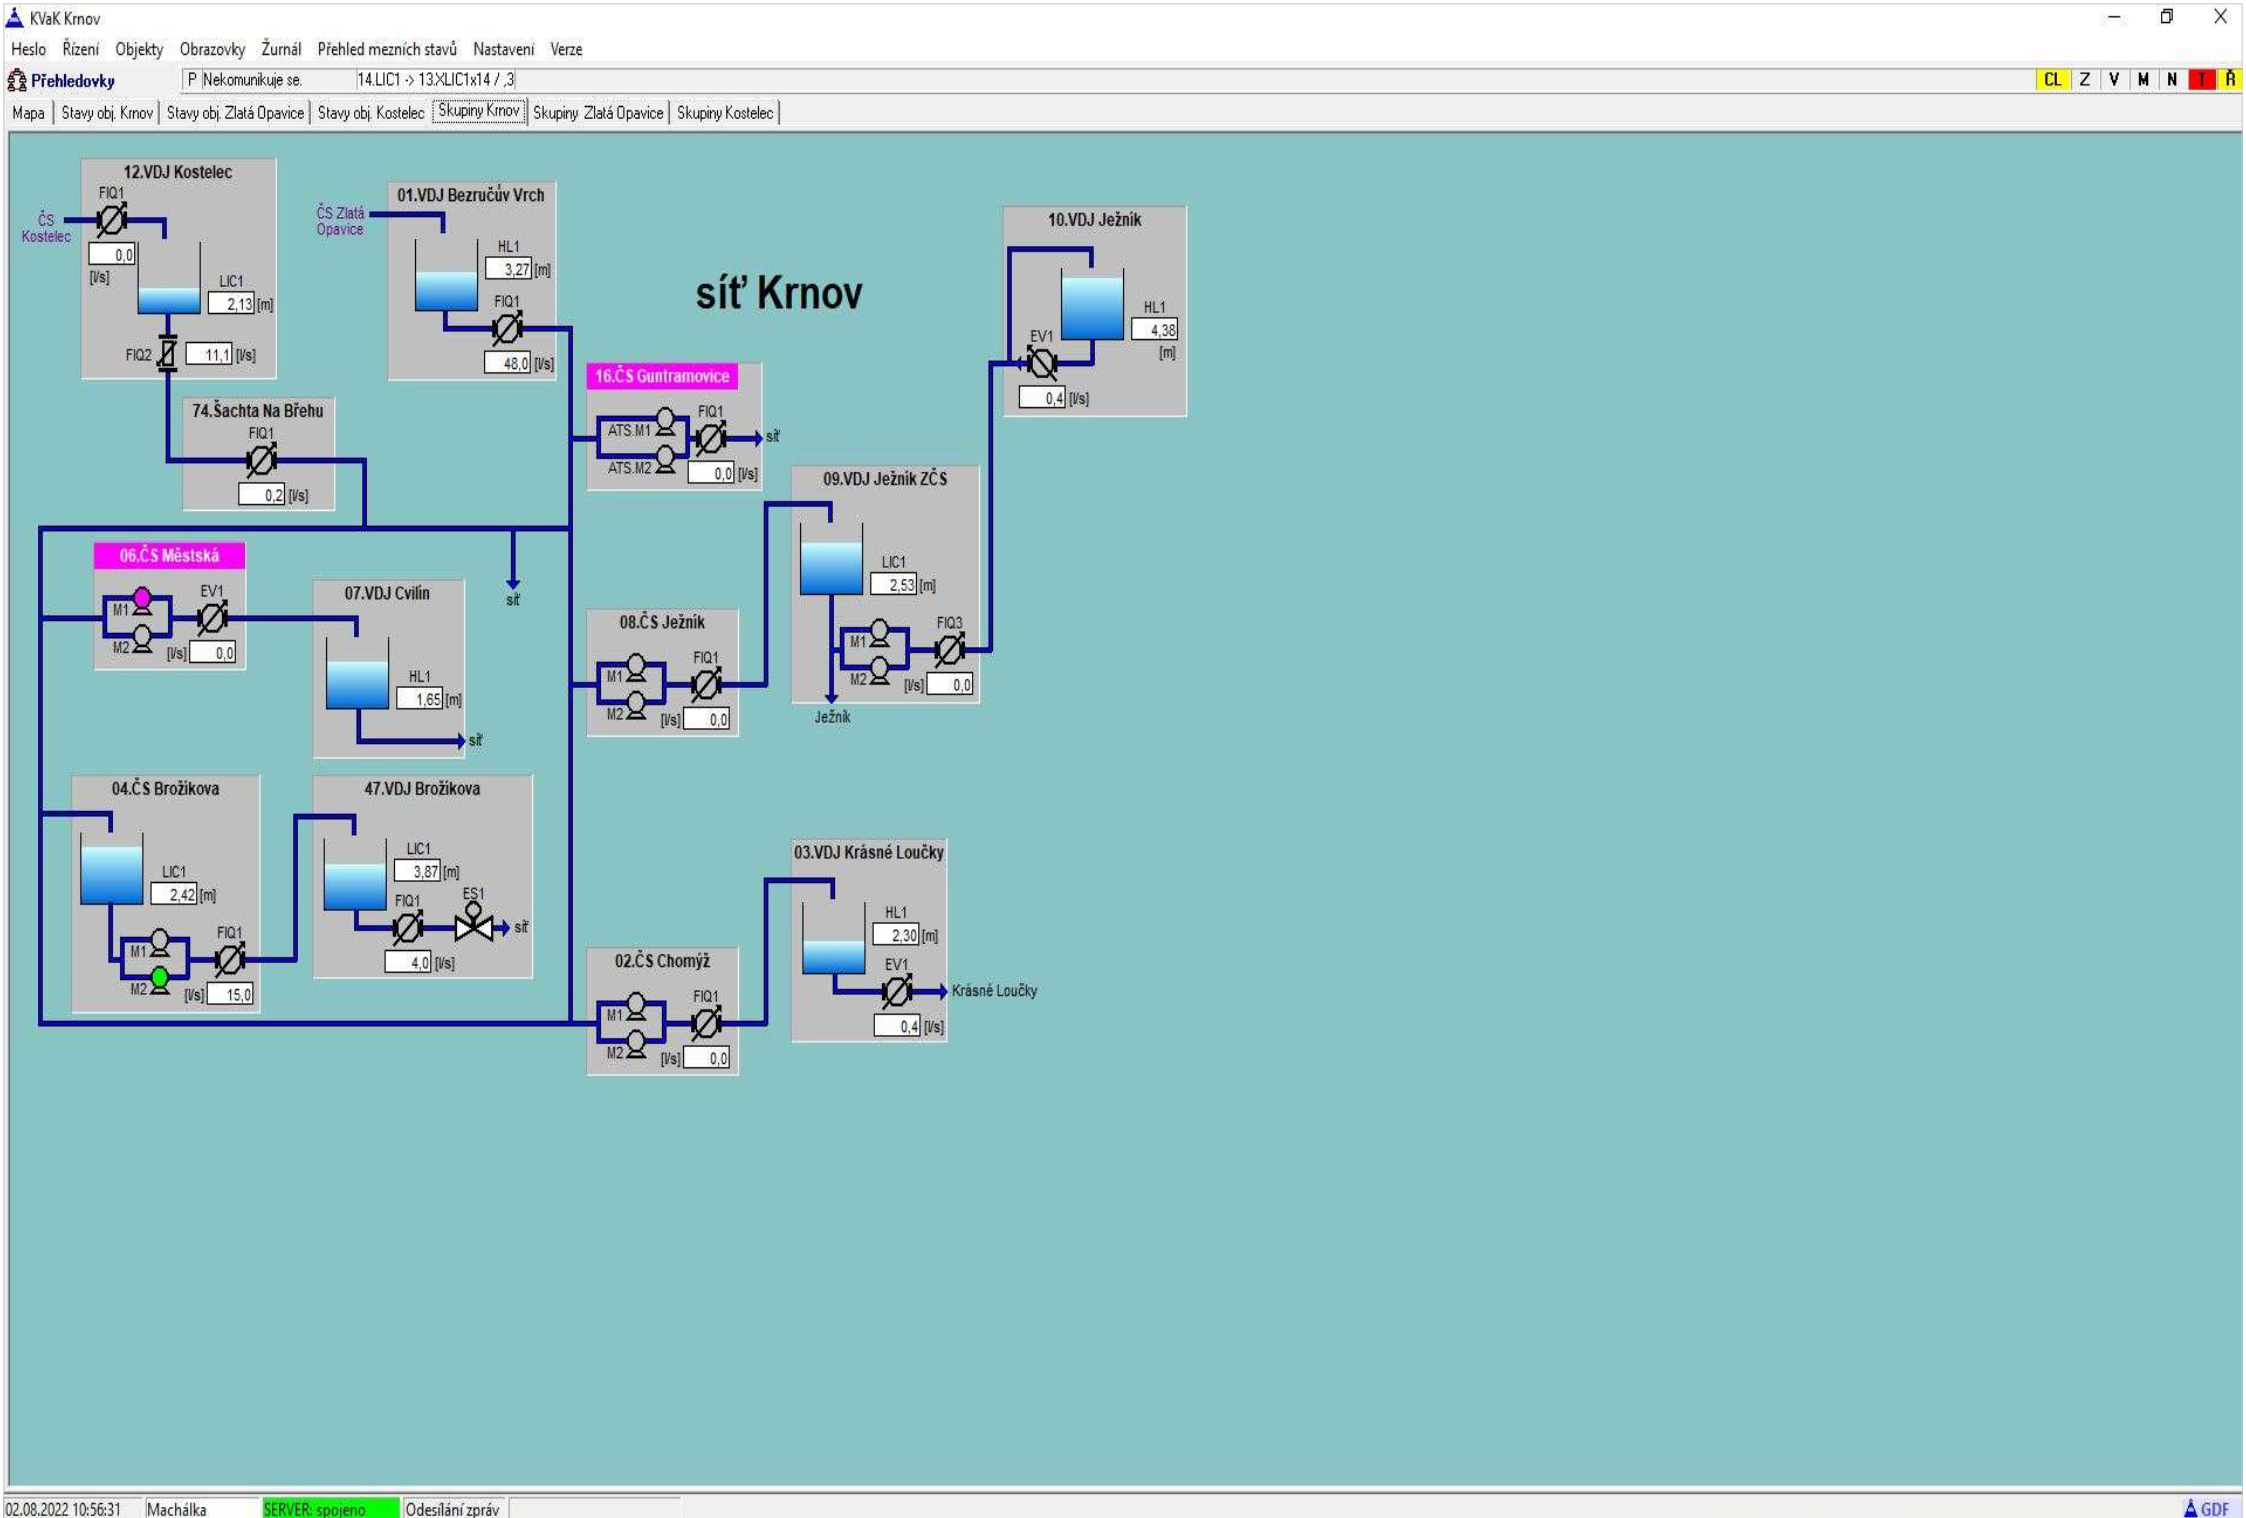 KVaK Krnov
Heslo Řízení Objekty Obrazovky Žurnál Přehled mezních stavů Nastavení Verze
Přehledovky P Nekomunikuje se. 14.LIC1 -> 13.XLIC1x14 / ,3 CL Z V M N T Ř
Mapa Stavy obj. Krnov Stavy obj. Zlatá Opavice Stavy obj. Kostelec Skupiny Krnov Skupiny Zlatá Opavice Skupiny Kostelec
12.VDJ Kostelec
FIQ1
ČS
Kostelec
0,0
[l/s]
LIC1
2,13 [m]
FIQ2 11,1 [l/s]
01.VDJ Bezručův Vrch
ČS Zlatá
Opavice
HL1
3,27 [m]
FIQ1
48,0 [l/s]
síť Krnov
10.VDJ Ježník
HL1
4,38
[m]
EV1
0,4 [l/s]
74.Šachta Na Břehu
FIQ1
0,2 [l/s]
16.ČS Guntramovice
FIQ1
ATS.M1
síť
ATS.M2
0,0 [l/s]
09.VDJ Ježník ZČS
LIC1
2,53 [m]
FIQ3
M1
M2
[l/s] 0,0
Ježník
síť
06.ČS Městská
EV1
M1
M2
[l/s] 0,0
07.VDJ Cvilín
HL1
1,65 [m]
síť
08.ČS Ježník
FIQ1
M1
M2
[l/s] 0,0
04.ČS Brožíkova
LIC1
2,42 [m]
FIQ1
M1
M2
[l/s] 15,0
47.VDJ Brožíkova
LIC1
3,87 [m]
FIQ1 ES1
síť
4,0 [l/s]
03.VDJ Krásné Loučky
HL1
2,30 [m]
EV1
Krásné Loučky
0,4 [l/s]
02.ČS Chomýž
FIQ1
M1
M2
[l/s] 0,0
02.08.2022 10:56:31 Machálka SERVER: spojeno Odesílání zpráv GDF